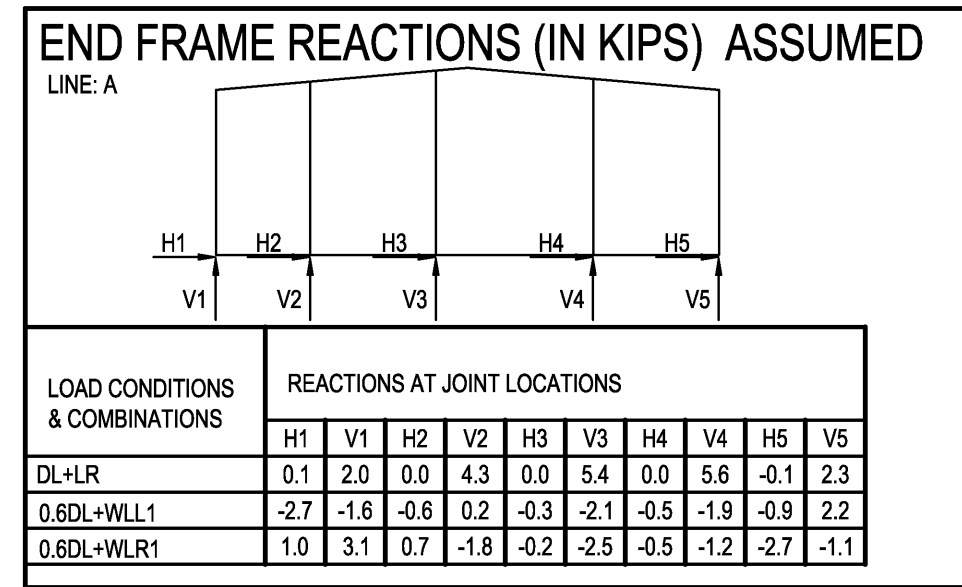 END FRAME REACTIONS (IN KIPS) ASSUMED
LINE: A
H1 H2 H3 H4 H5
V1 V2 V3 V4 V5
LOAD CONDITIONS
& COMBINATIONS
REACTIONS AT JOINT LOCATIONS
H1 V1 H2 V2 H3 V3 H4 V4 H5 V5
DL+LR 0.1 2.0 0.0 4.3 0.0 5.4 0.0 5.6 -0.1 2.3
0.6DL+WLL1 -2.7 -1.6 -0.6 0.2 -0.3 -2.1 -0.5 -1.9 -0.9 2.2
0.6DL+WLR1 1.0 3.1 0.7 -1.8 -0.2 -2.5 -0.5 -1.2 -2.7 -1.1